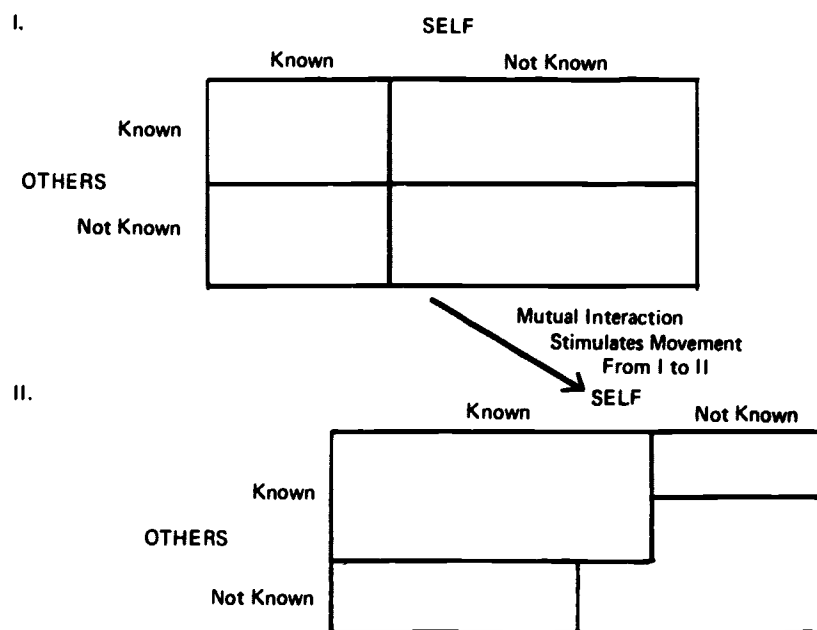 I.
SELF
Known Not Known
Known
OTHERS
Not Known
Mutual Interaction
Stimulates Movement
From I to II
II.
SELF
Known Not Known
Known
OTHERS
Not Known